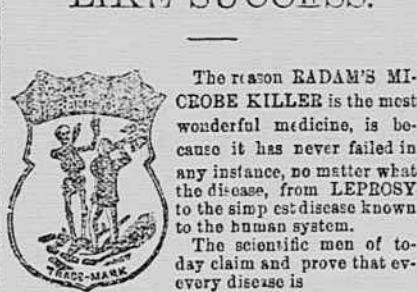 LIKE SUCCESS.
The reason RADAM'S MI-
CROBE KILLER is the most
wonderful medicine, is be-
cause it has never failed in
any instance, no matter what
the disease, from LEPROSY
to the simp est disease known
to the human system.
The scientific men of to-
day claim and prove that ev-
every disease is
TRADE-MARK